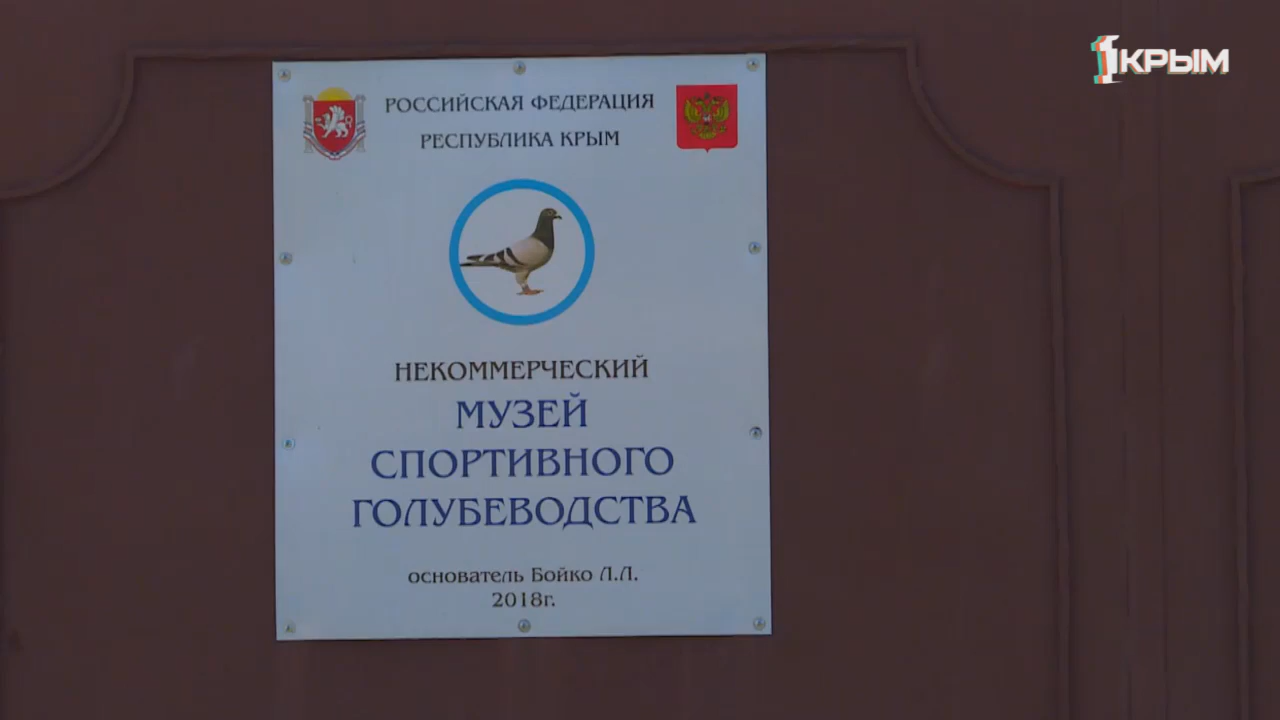 1КРЫМ
РОССИЙСКАЯ ФЕДЕРАЦИЯ
РЕСПУБЛИКА КРЫМ
НЕКОММЕРЧЕСКИЙ
МУЗЕЙ
СПОРТИВНОГО
ГОЛУБЕВОДСТВА
основатель Бойко Л.Л.
2018г.